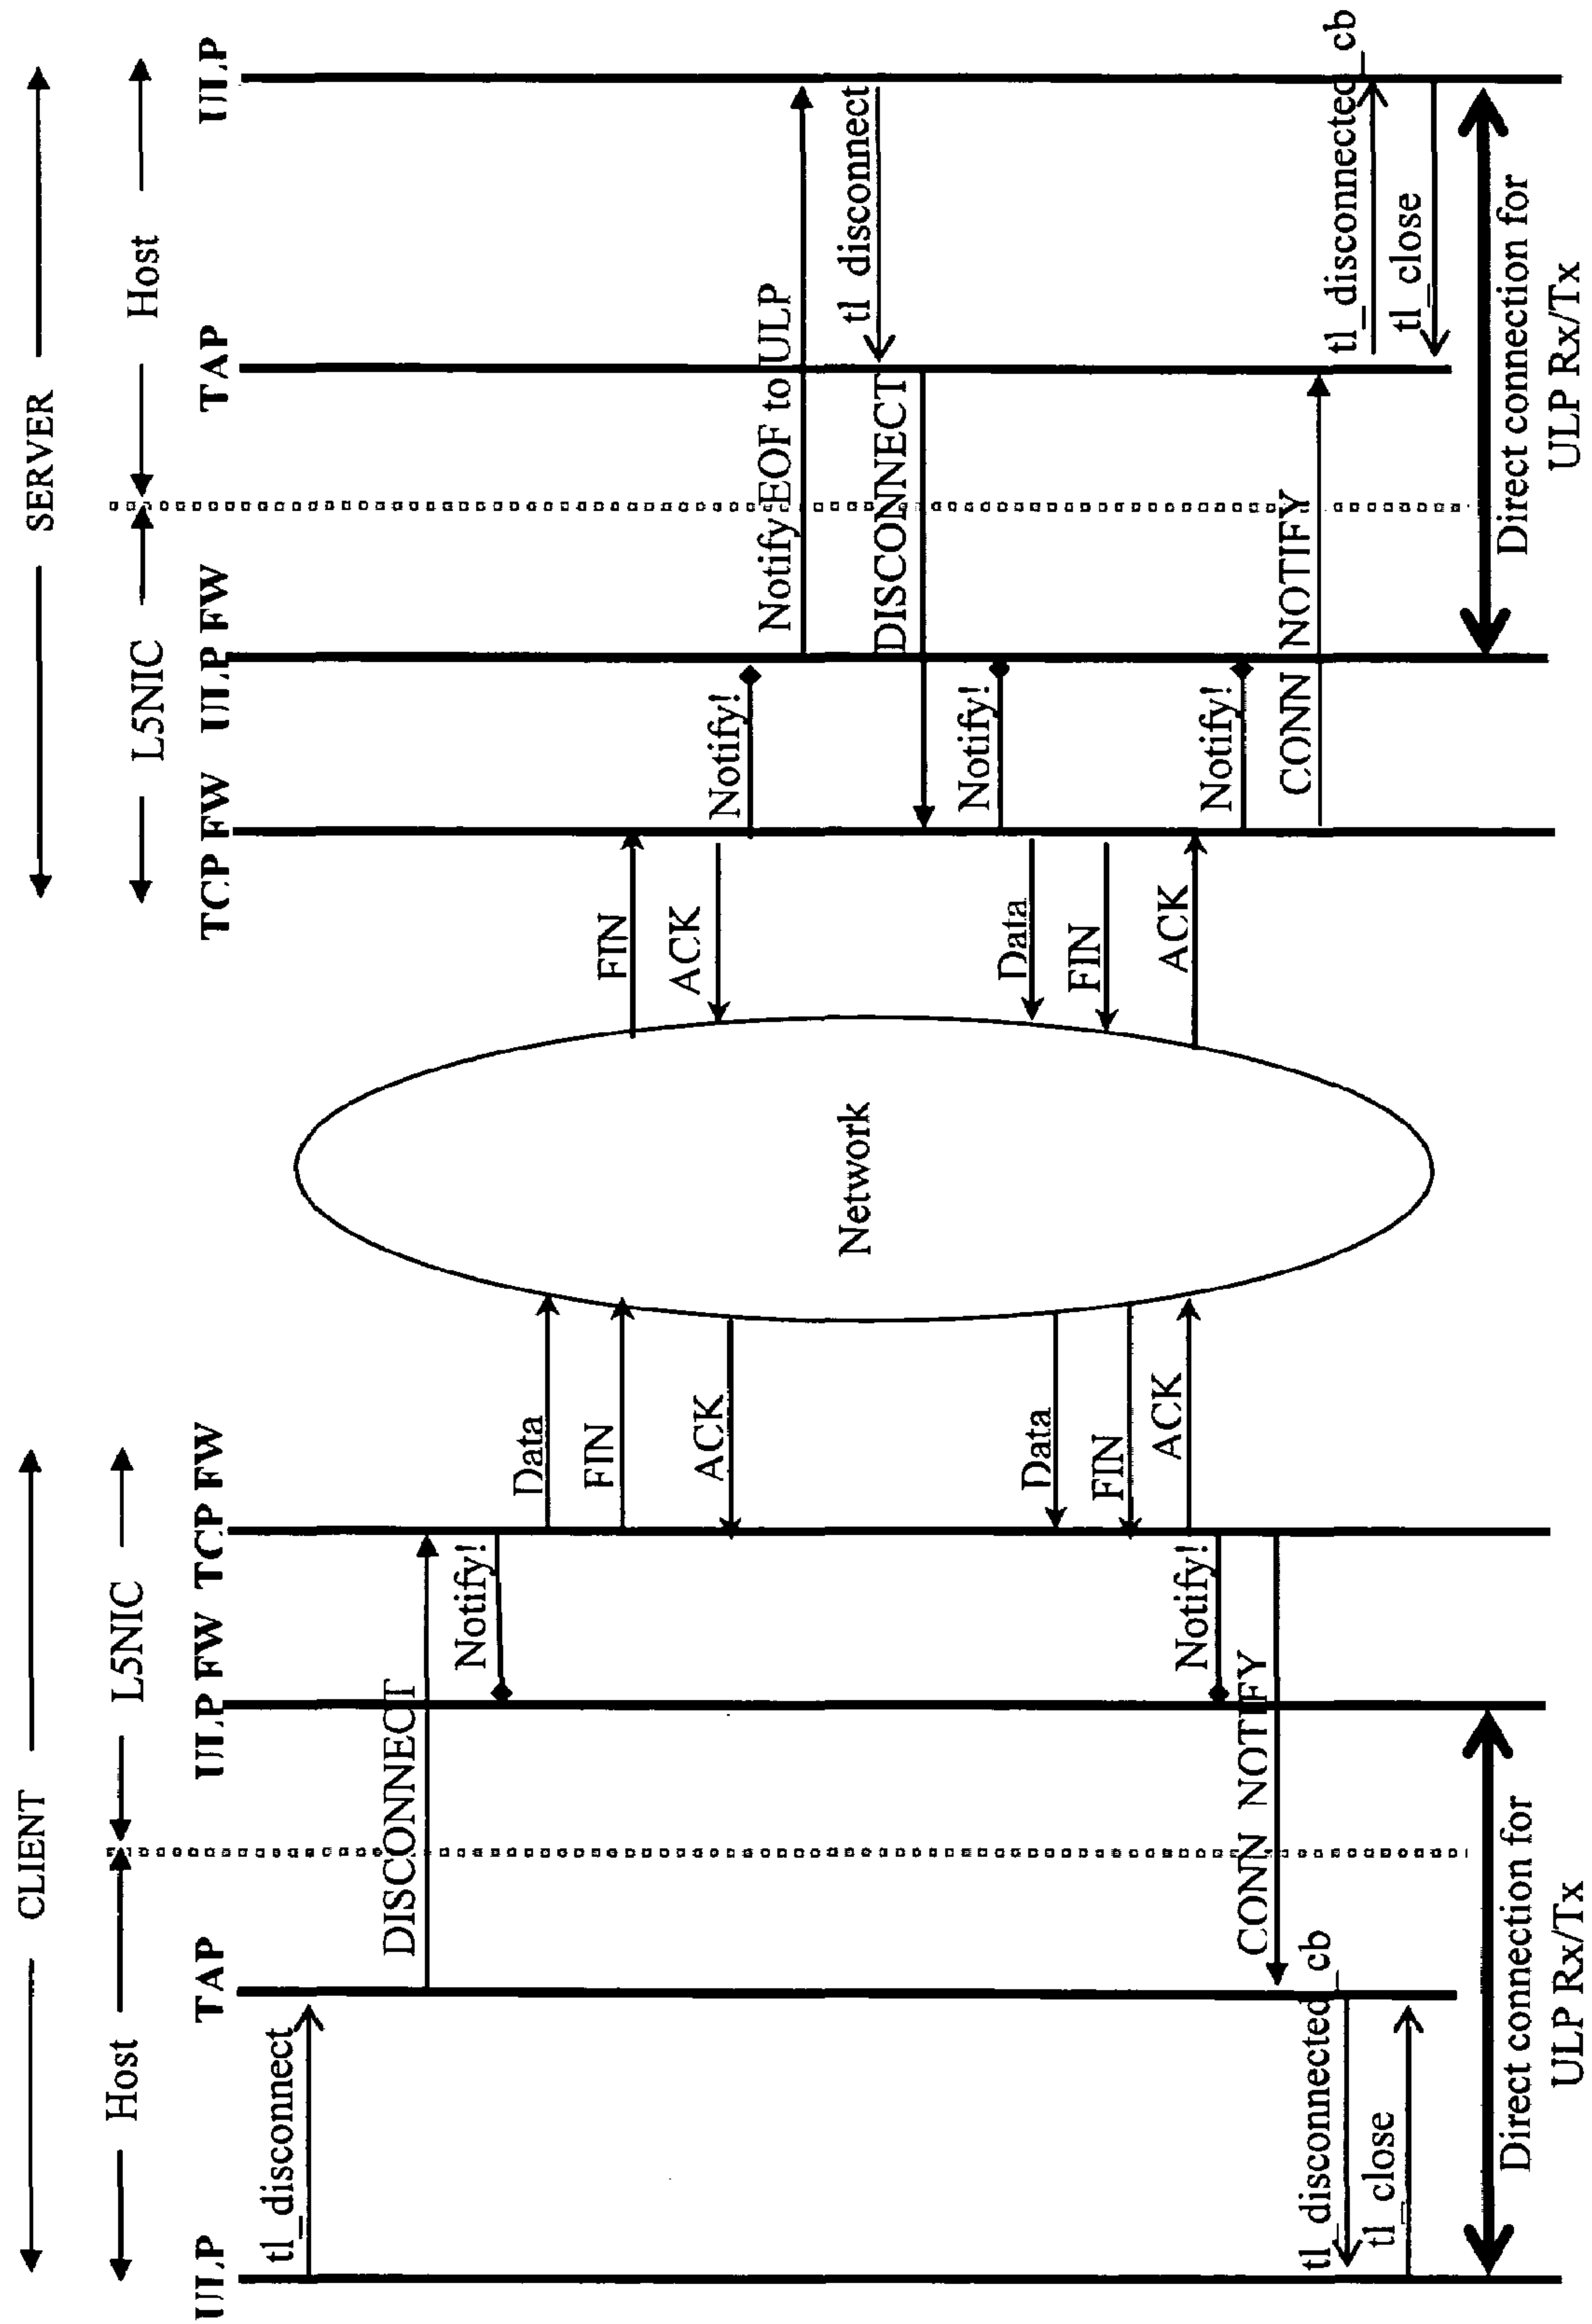 CLIENT
SERVER
Host
L5NIC
L5NIC
Host
ULP
TAP
ULP FW
TCP FW
TCP FW
ULP FW
TAP
ULP
tl_disconnect
DISCONNECT
Notify!
Data
FIN
FIN
ACK
ACK
Notify!
Notify EOF to ULP
Network
tl disconnect
DISCONNECT
Notify!
Data
Data
FIN
FIN
ACK
ACK
Notify!
Notify!
CONN NOTIFY
CONN NOTIFY
tl_disconnected_cb
tl_disconnected_cb
tl_close
tl_close
Direct connection for
ULP Rx/Tx
Direct connection for
ULP Rx/Tx